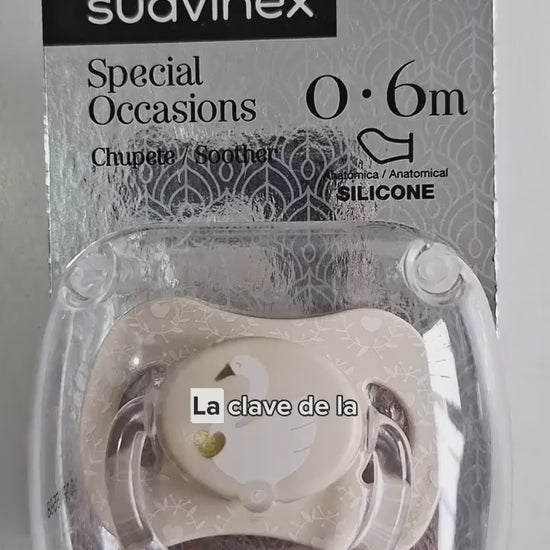 suavinex
Special
Occasions
0·6m
Chupete / Soother
Anatómica / Anatomical
SILICONE
La clave de la